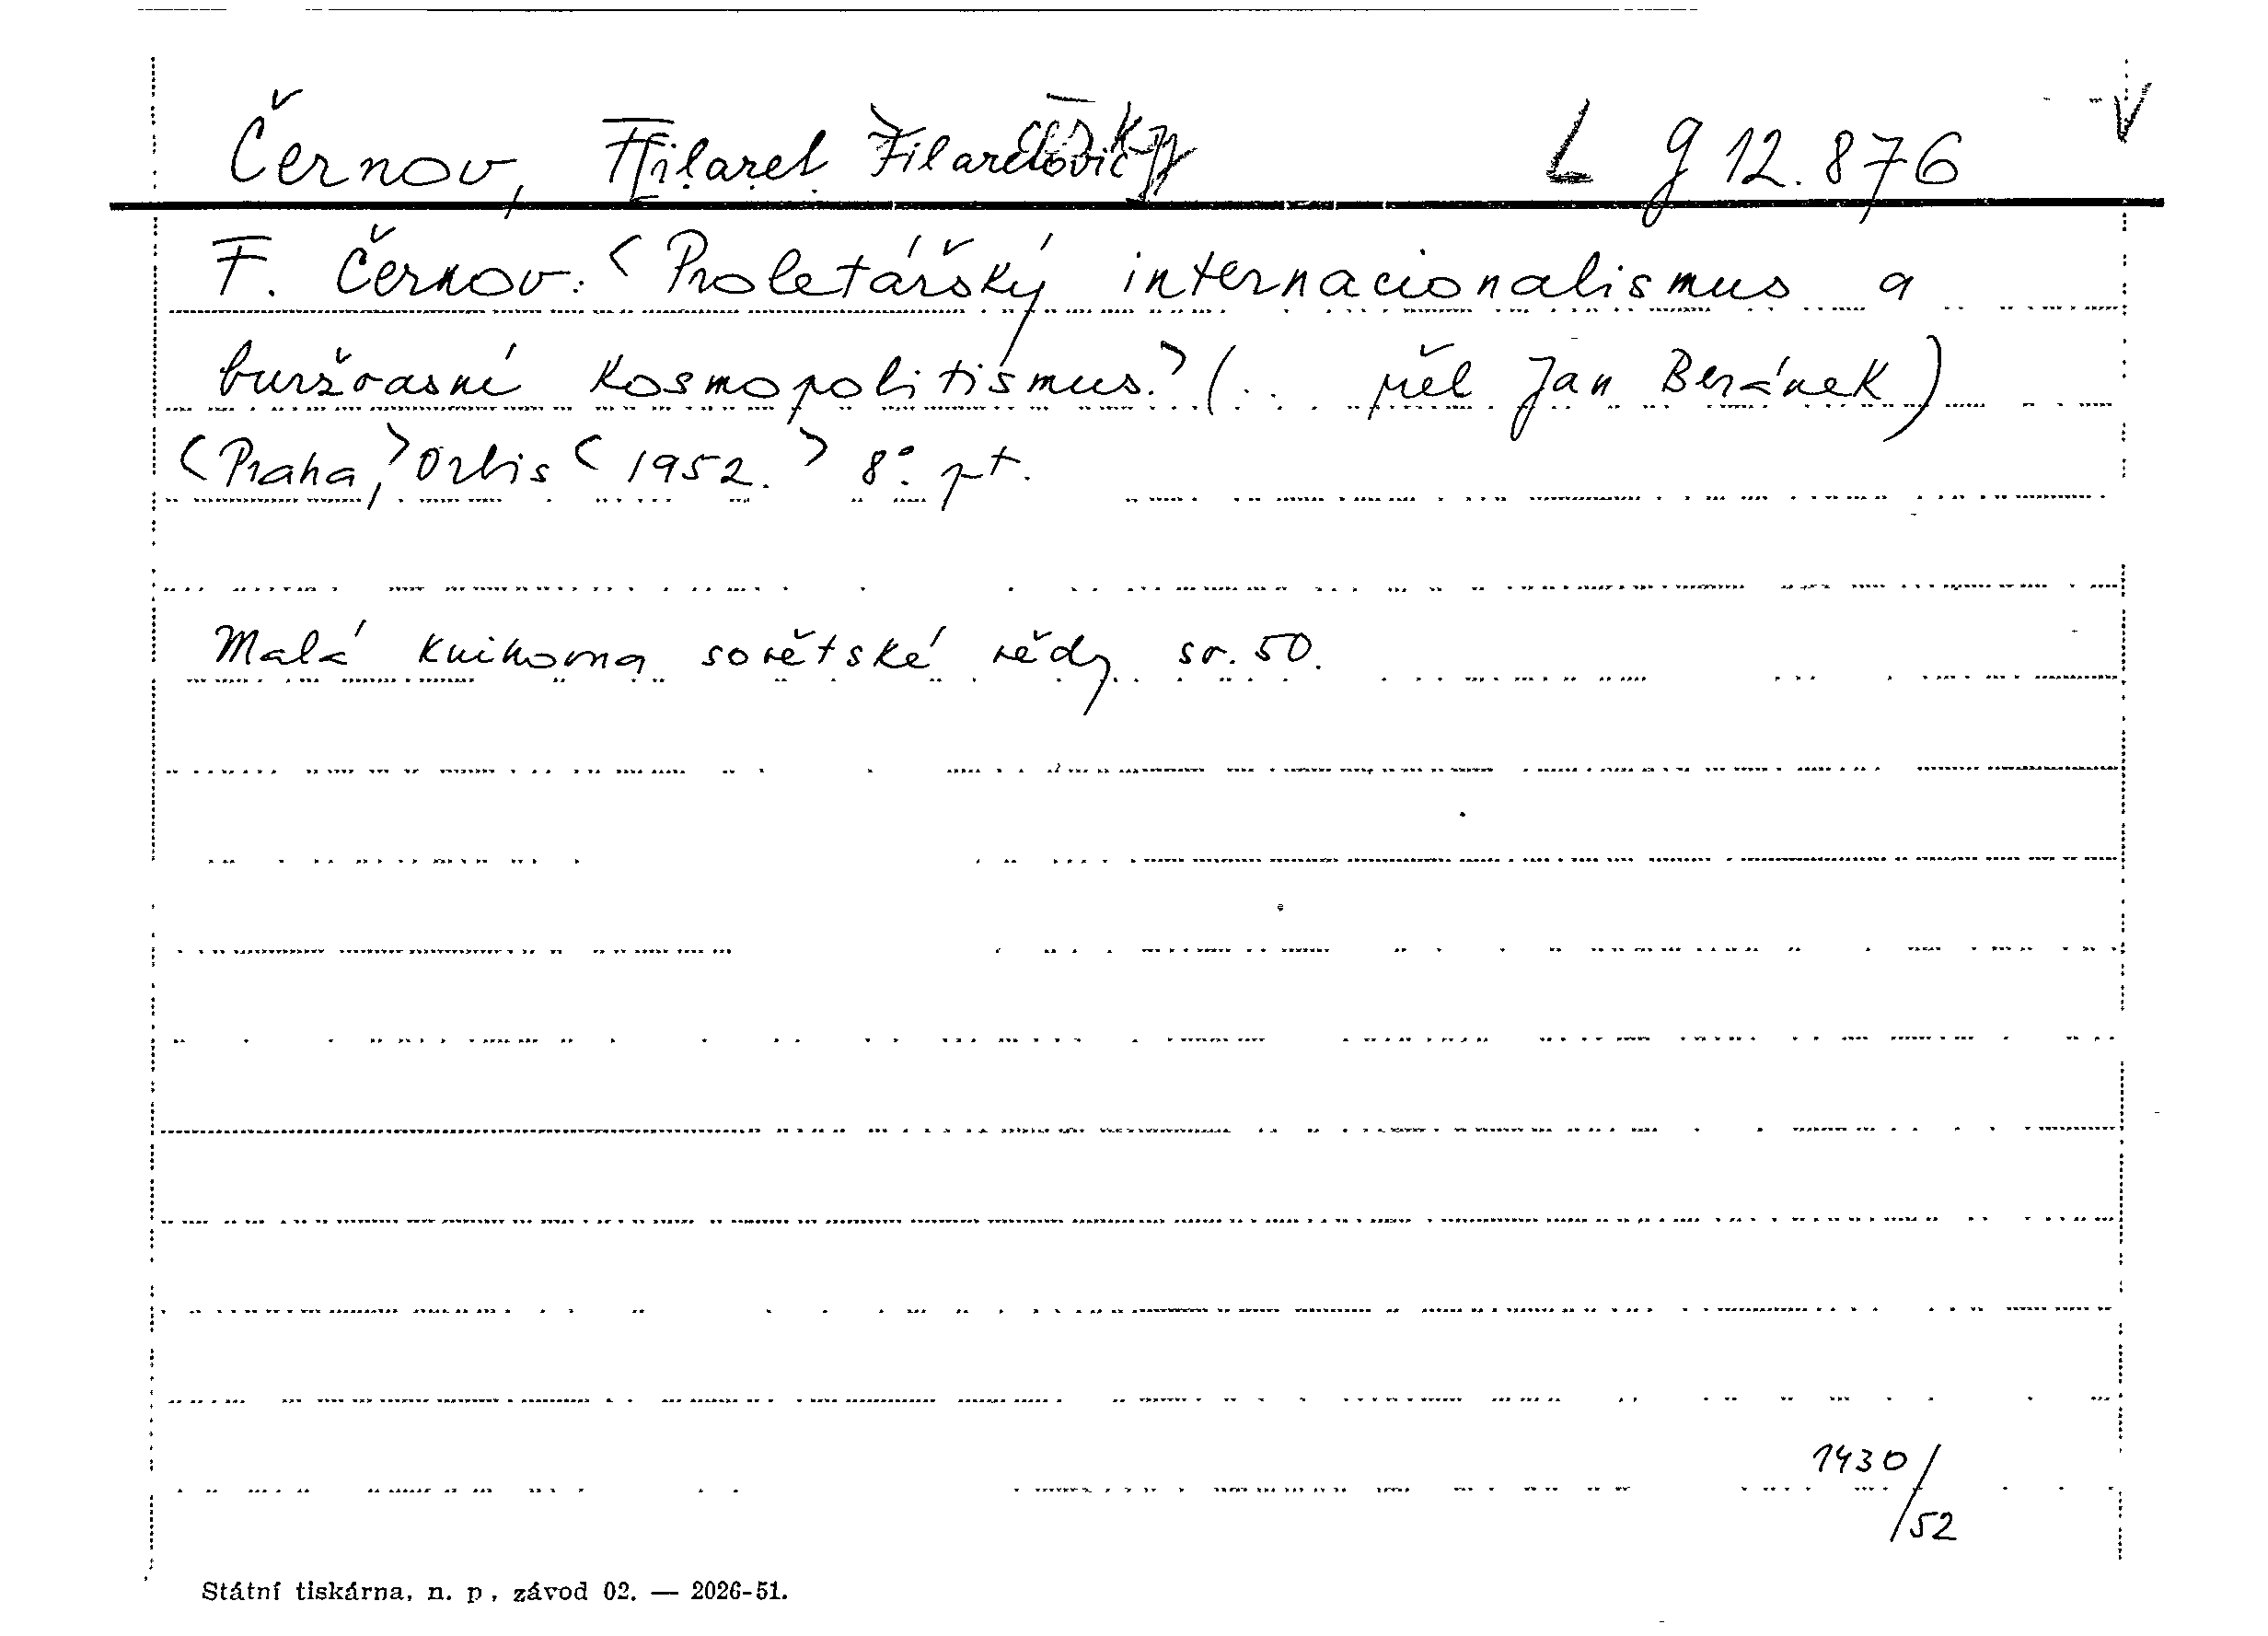 Černov, Filaret Filaretovič L g 12.876 V
F. Černov: <Proletářský internacionalismus a
buržoasní kosmopolitismus.> (.. přel. Jan Beránek)
<Praha,> Orbis <1952.> 8°. pt.
Malá knihovna sovětské vědy sv. 50.
1430/
52
Státní tiskárna, n. p., závod 02. — 2026-51.